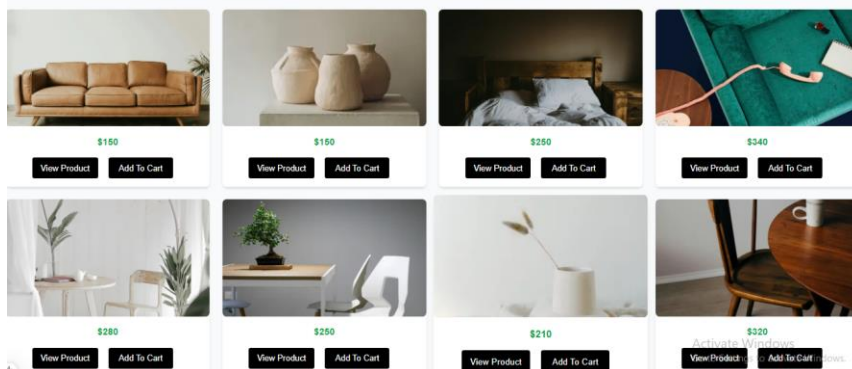 $150 $150 $250 $340
View Product Add To Cart View Product Add To Cart View Product Add To Cart View Product Add To Cart
$280 $250 $210 $320
Activate Windows
View Product Add To Cart View Product Add To Cart View Product Add To Cart View Product Add To Cart